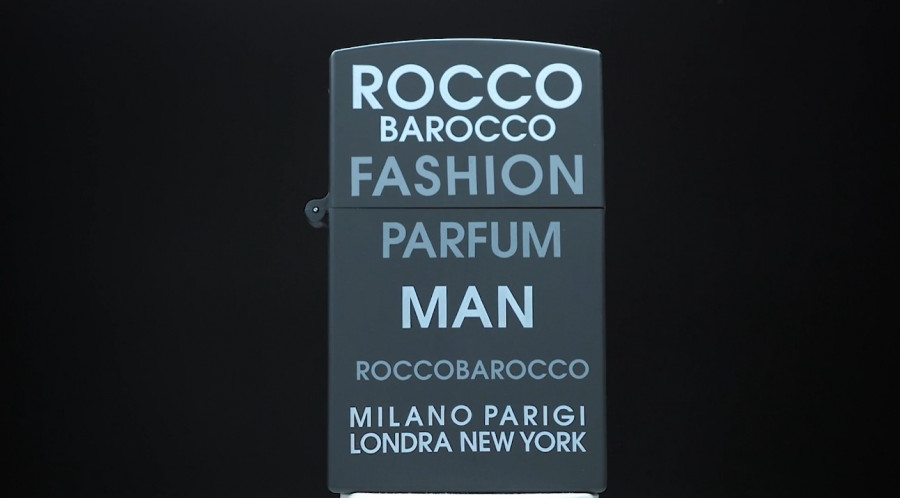 ROCCO
BAROCCO
FASHION
PARFUM
MAN
ROCCOBAROCCO
MILANO PARIGI
LONDRA NEW YORK